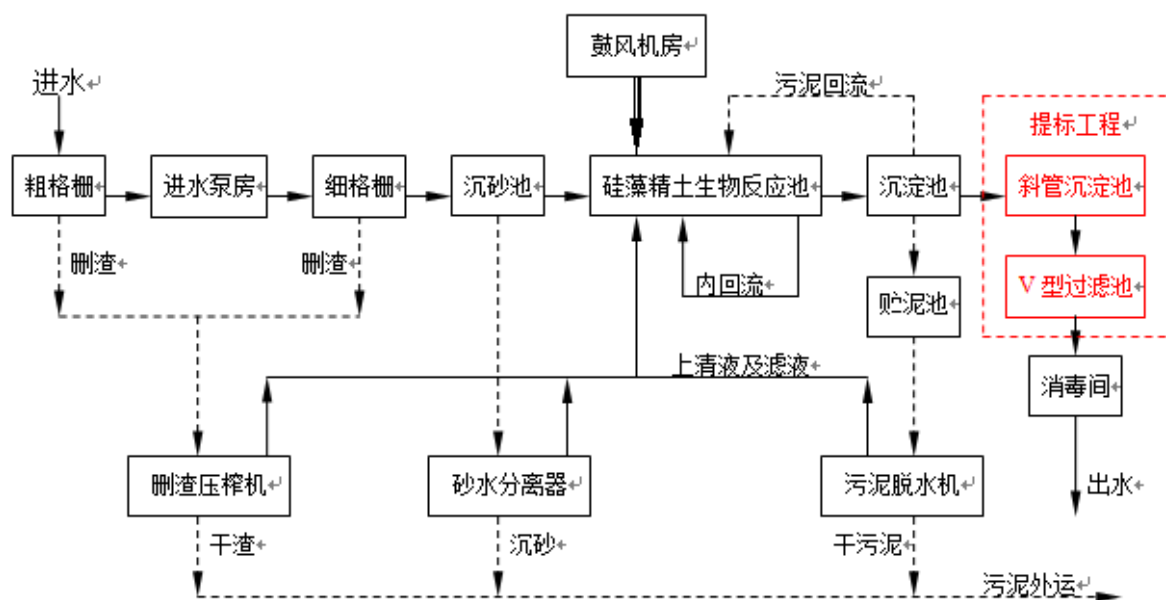 鼓风机房
进水
污泥回流
提标工程
粗格栅
进水泵房
细格栅
沉砂池
硅藻精土生物反应池
沉淀池
斜管沉淀池
删渣
删渣
内回流
贮泥池
V 型过滤池
上清液及滤液
消毒间
删渣压榨机
砂水分离器
污泥脱水机
出水
干渣
沉砂
干污泥
污泥外运